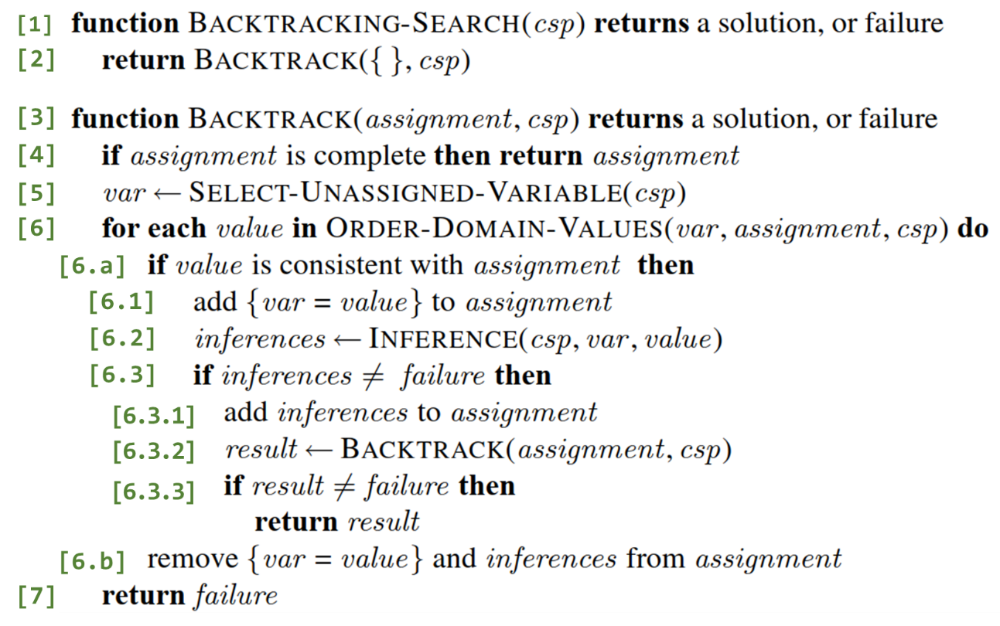 [1] function BACKTRACKING-SEARCH(csp) returns a solution, or failure
[2] return BACKTRACK({ }, csp)
[3] function BACKTRACK(assignment, csp) returns a solution, or failure
[4] if assignment is complete then return assignment
[5] var ← SELECT-UNASSIGNED-VARIABLE(csp)
[6] for each value in ORDER-DOMAIN-VALUES(var, assignment, csp) do
[6.a] if value is consistent with assignment then
[6.1] add {var = value} to assignment
[6.2] inferences ← INFERENCE(csp, var, value)
[6.3] if inferences ≠ failure then
[6.3.1] add inferences to assignment
[6.3.2] result ← BACKTRACK(assignment, csp)
[6.3.3] if result ≠ failure then
return result
[6.b] remove {var = value} and inferences from assignment
[7] return failure